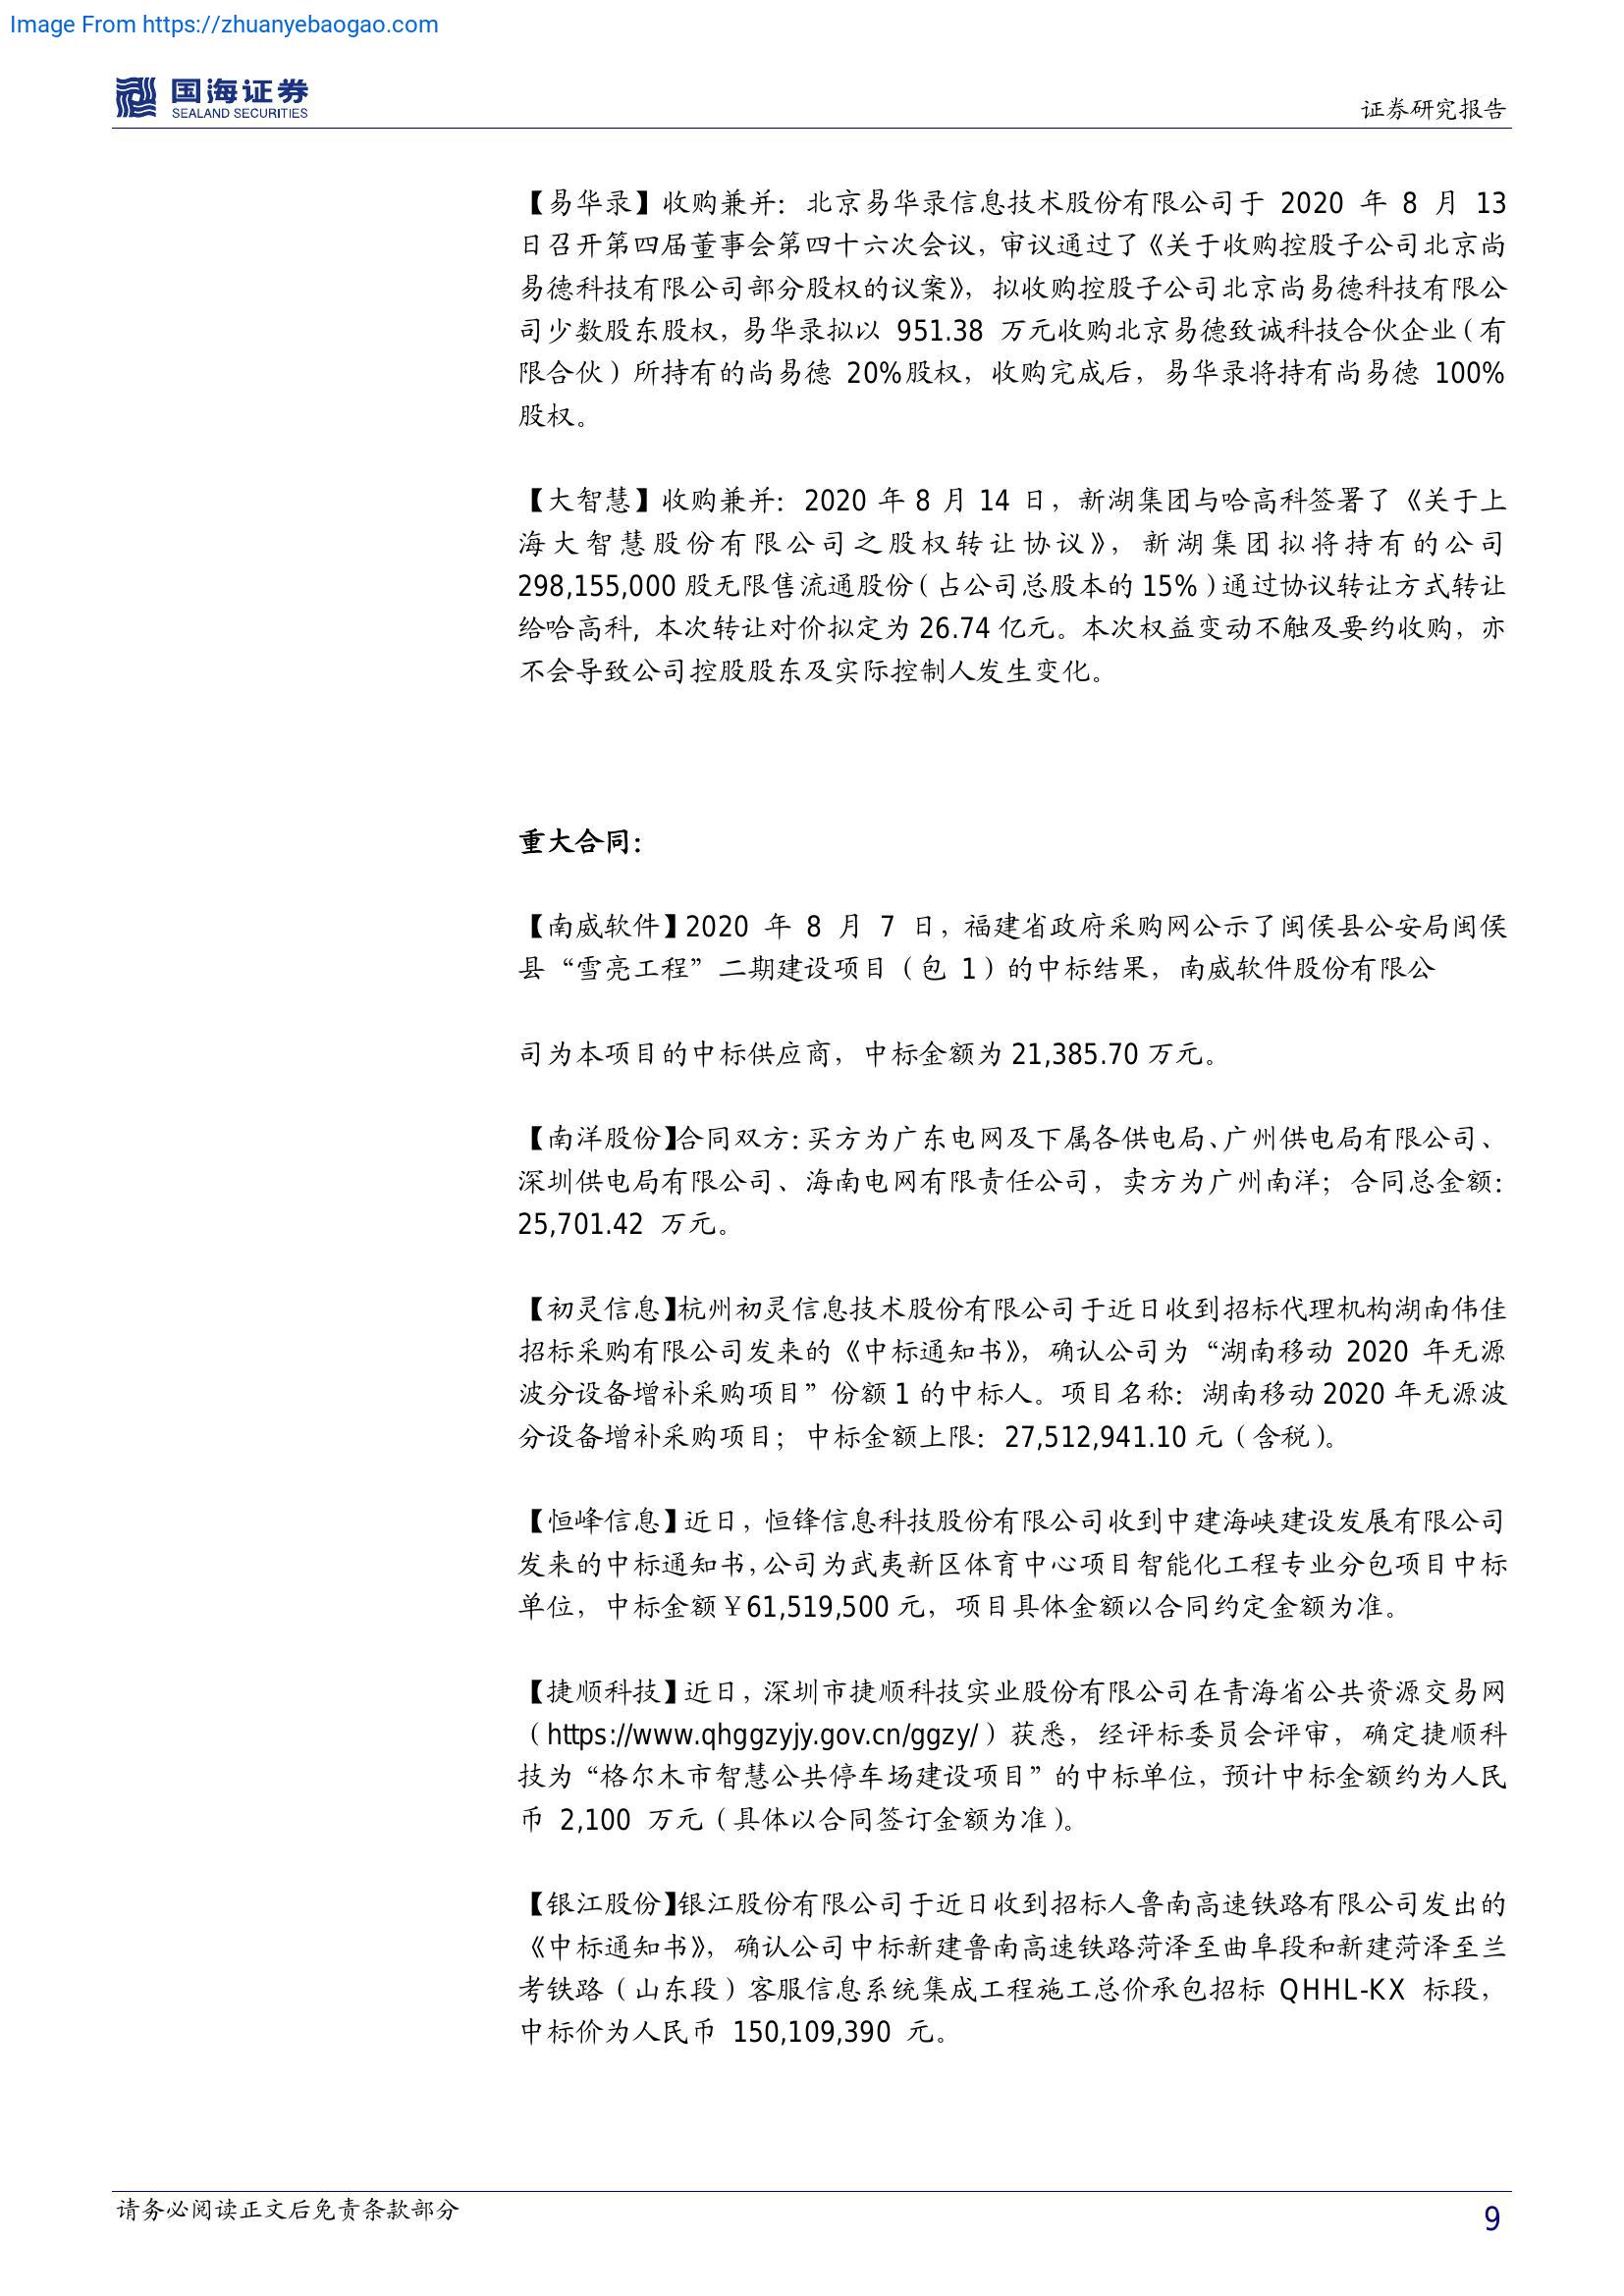 Image From https://zhuanyebaogao.com
国海证券
SEALAND SECURITIES
证券研究报告
【易华录】收购兼并：北京易华录信息技术股份有限公司于 2020 年 8 月 13
日召开第四届董事会第四十六次会议，审议通过了《关于收购控股子公司北京尚
易德科技有限公司部分股权的议案》，拟收购控股子公司北京尚易德科技有限公
司少数股东股权，易华录拟以 951.38 万元收购北京易德致诚科技合伙企业（有
限合伙）所持有的尚易德 20%股权，收购完成后，易华录将持有尚易德 100%
股权。
【大智慧】收购兼并：2020 年 8 月 14 日，新湖集团与哈高科签署了《关于上
海大智慧股份有限公司之股权转让协议》，新湖集团拟将持有的公司
298,155,000 股无限售流通股份（占公司总股本的 15%）通过协议转让方式转让
给哈高科, 本次转让对价拟定为 26.74 亿元。本次权益变动不触及要约收购，亦
不会导致公司控股股东及实际控制人发生变化。
重大合同：
【南威软件】2020 年 8 月 7 日，福建省政府采购网公示了闽侯县公安局闽侯
县“雪亮工程”二期建设项目（包 1）的中标结果，南威软件股份有限公
司为本项目的中标供应商，中标金额为 21,385.70 万元。
【南洋股份】合同双方：买方为广东电网及下属各供电局、广州供电局有限公司、
深圳供电局有限公司、海南电网有限责任公司，卖方为广州南洋；合同总金额：
25,701.42 万元。
【初灵信息】杭州初灵信息技术股份有限公司于近日收到招标代理机构湖南伟佳
招标采购有限公司发来的《中标通知书》，确认公司为“湖南移动 2020 年无源
波分设备增补采购项目”份额 1 的中标人。项目名称：湖南移动 2020 年无源波
分设备增补采购项目；中标金额上限：27,512,941.10 元（含税）。
【恒峰信息】近日，恒锋信息科技股份有限公司收到中建海峡建设发展有限公司
发来的中标通知书，公司为武夷新区体育中心项目智能化工程专业分包项目中标
单位，中标金额￥61,519,500 元，项目具体金额以合同约定金额为准。
【捷顺科技】近日，深圳市捷顺科技实业股份有限公司在青海省公共资源交易网
（https://www.qhggzyjy.gov.cn/ggzy/）获悉，经评标委员会评审，确定捷顺科
技为“格尔木市智慧公共停车场建设项目”的中标单位，预计中标金额约为人民
币 2,100 万元（具体以合同签订金额为准）。
【银江股份】银江股份有限公司于近日收到招标人鲁南高速铁路有限公司发出的
《中标通知书》，确认公司中标新建鲁南高速铁路菏泽至曲阜段和新建菏泽至兰
考铁路（山东段）客服信息系统集成工程施工总价承包招标 QHHL-KX 标段，
中标价为人民币 150,109,390 元。
请务必阅读正文后免责条款部分
9